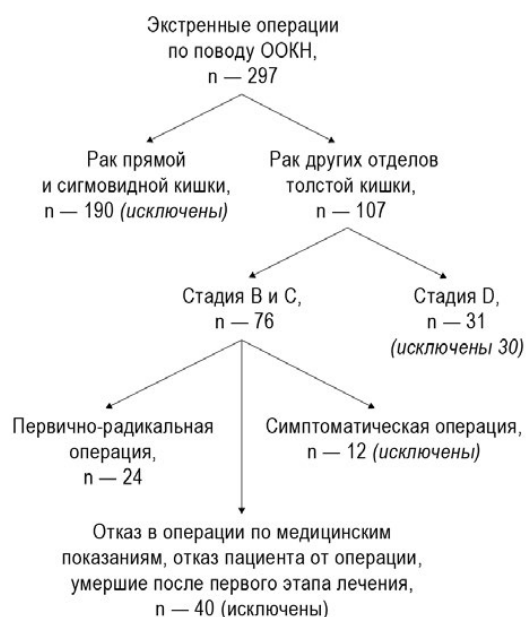 Экстренные операции
по поводу ООКН,
n — 297
Рак прямой
и сигмовидной кишки,
n — 190 (исключены)
Рак других отделов
толстой кишки,
n — 107
Стадия B и C,
n — 76
Стадия D,
n — 31
(исключены 30)
Первично-радикальная
операция,
n — 24
Симптоматическая операция,
n — 12 (исключены)
Отказ в операции по медицинским
показаниям, отказ пациента от операции,
умершие после первого этапа лечения,
n — 40 (исключены)